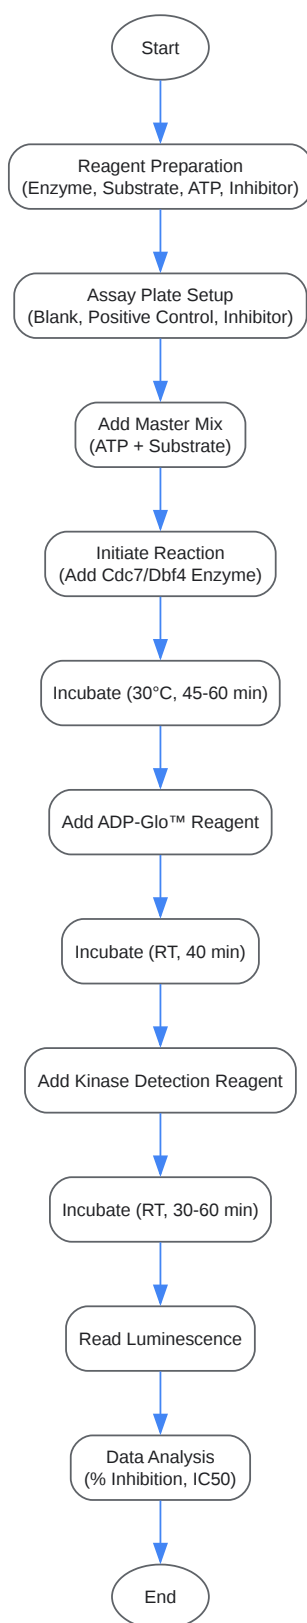 Start
Reagent Preparation
(Enzyme, Substrate, ATP, Inhibitor)
Assay Plate Setup
(Blank, Positive Control, Inhibitor)
Add Master Mix
(ATP + Substrate)
Initiate Reaction
(Add Cdc7/Dbf4 Enzyme)
Incubate (30°C, 45-60 min)
Add ADP-Glo™ Reagent
Incubate (RT, 40 min)
Add Kinase Detection Reagent
Incubate (RT, 30-60 min)
Read Luminescence
Data Analysis
(% Inhibition, IC50)
End